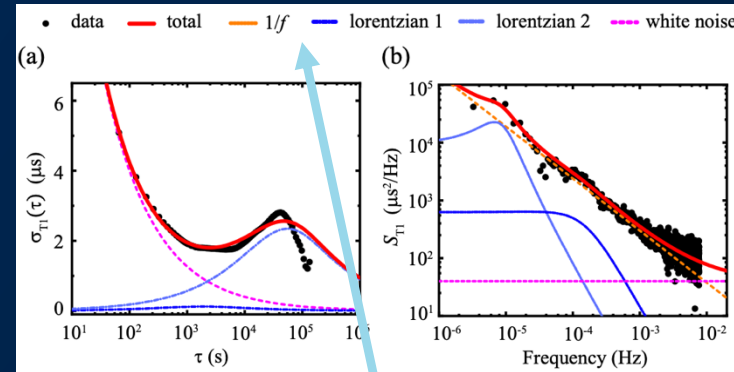 data total 1/f lorentzian 1 lorentzian 2 white noise
(a) (b)
6
4
2
0
σT1(τ) (μs)
10¹ 10² 10³ 10⁴ 10⁵
τ (s)
10⁵
10⁴
10³
10²
10¹
ST1 (μs²/Hz)
10⁻⁶ 10⁻⁵ 10⁻⁴ 10⁻³ 10⁻²
Frequency (Hz)